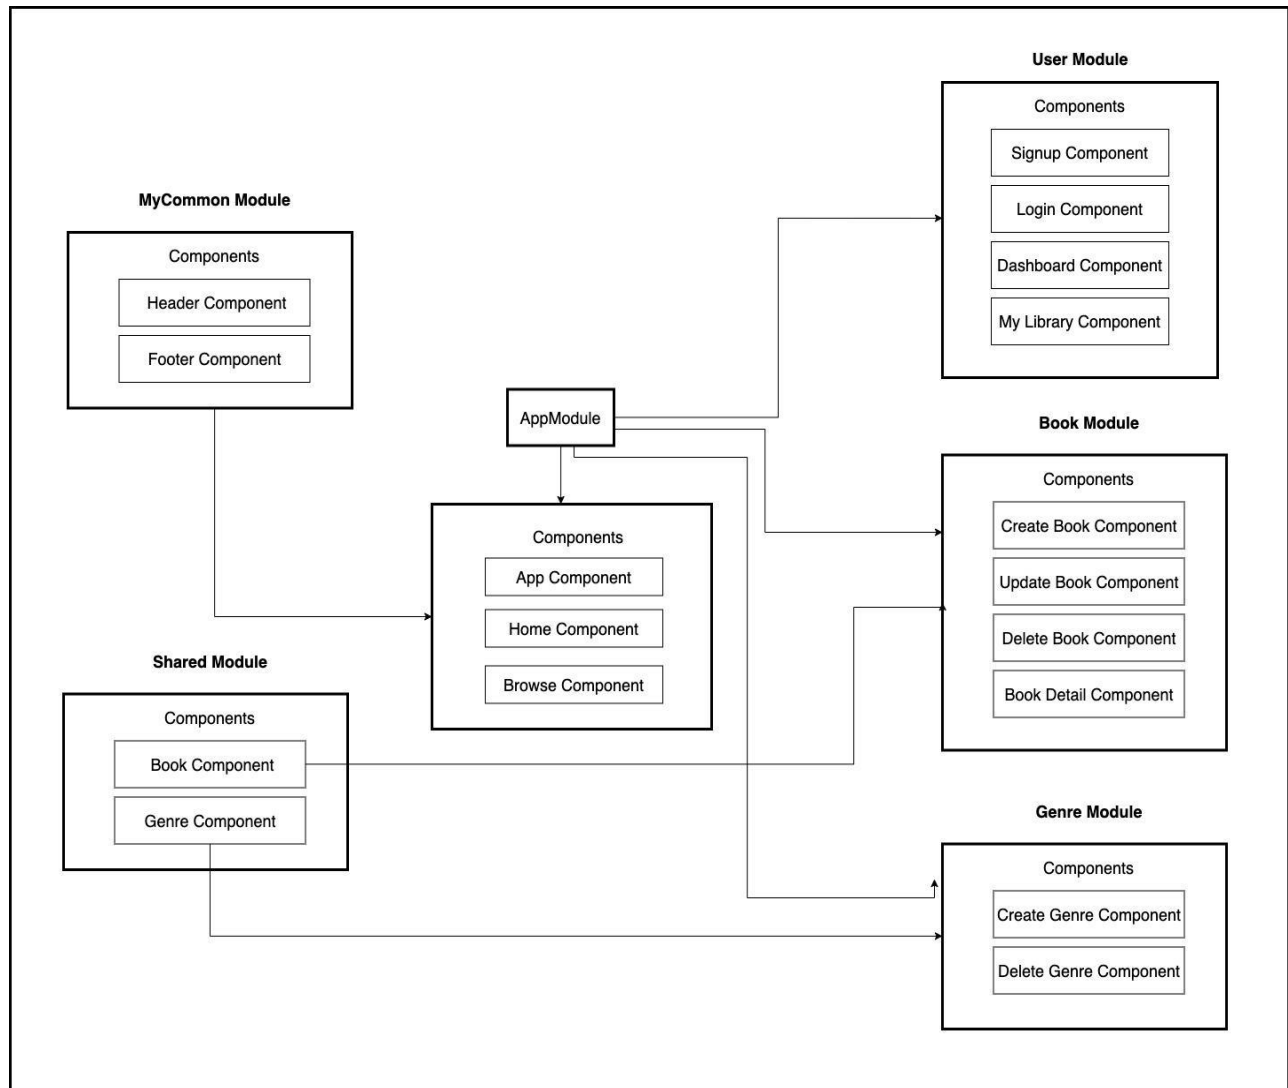 User Module
Components
Signup Component
Login Component
Dashboard Component
My Library Component
MyCommon Module
Components
Header Component
Footer Component
AppModule
Components
App Component
Home Component
Browse Component
Book Module
Components
Create Book Component
Update Book Component
Delete Book Component
Book Detail Component
Shared Module
Components
Book Component
Genre Component
Genre Module
Components
Create Genre Component
Delete Genre Component